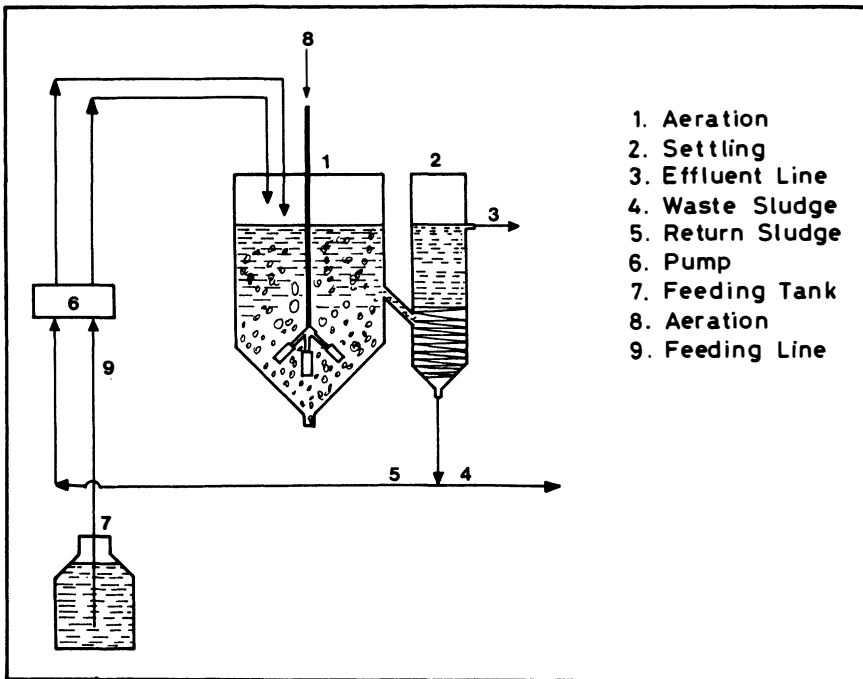 8
1
2
3
6
9
5
4
7
1. Aeration
2. Settling
3. Effluent Line
4. Waste Sludge
5. Return Sludge
6. Pump
7. Feeding Tank
8. Aeration
9. Feeding Line